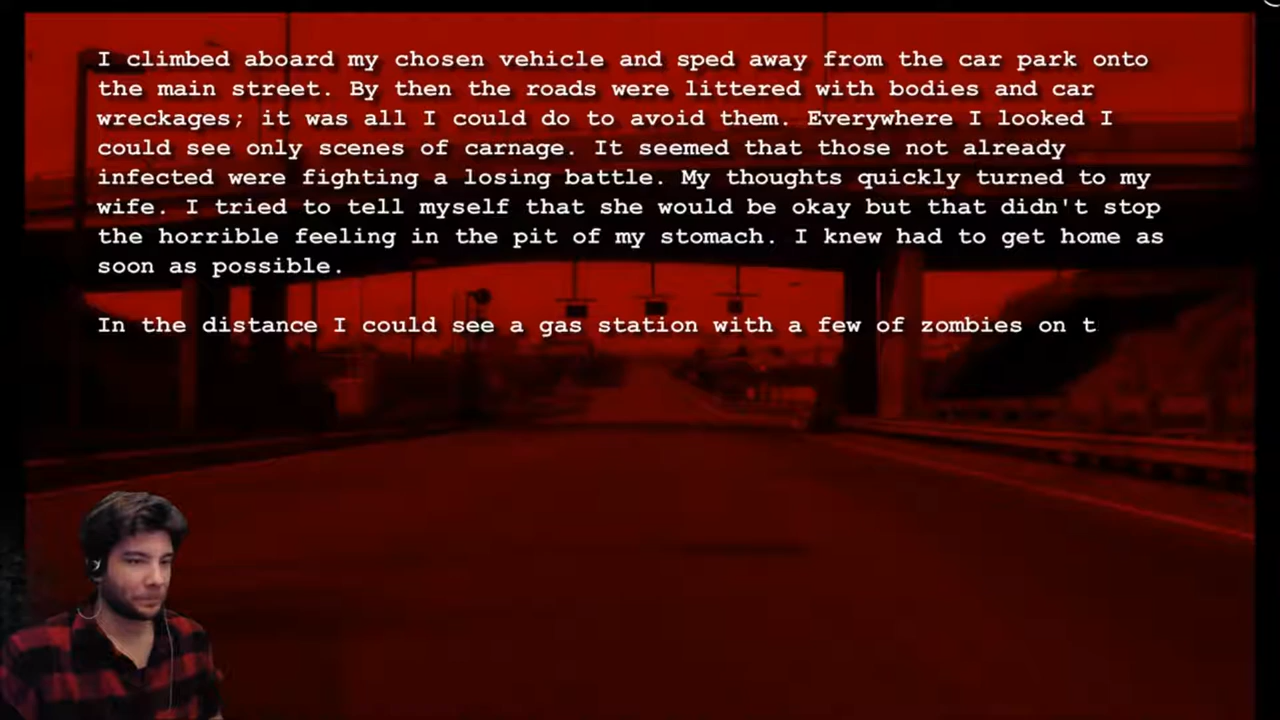 I climbed aboard my chosen vehicle and sped away from the car park onto
the main street. By then the roads were littered with bodies and car
wreckages; it was all I could do to avoid them. Everywhere I looked I
could see only scenes of carnage. It seemed that those not already
infected were fighting a losing battle. My thoughts quickly turned to my
wife. I tried to tell myself that she would be okay but that didn't stop
the horrible feeling in the pit of my stomach. I knew had to get home as
soon as possible.
In the distance I could see a gas station with a few of zombies on t